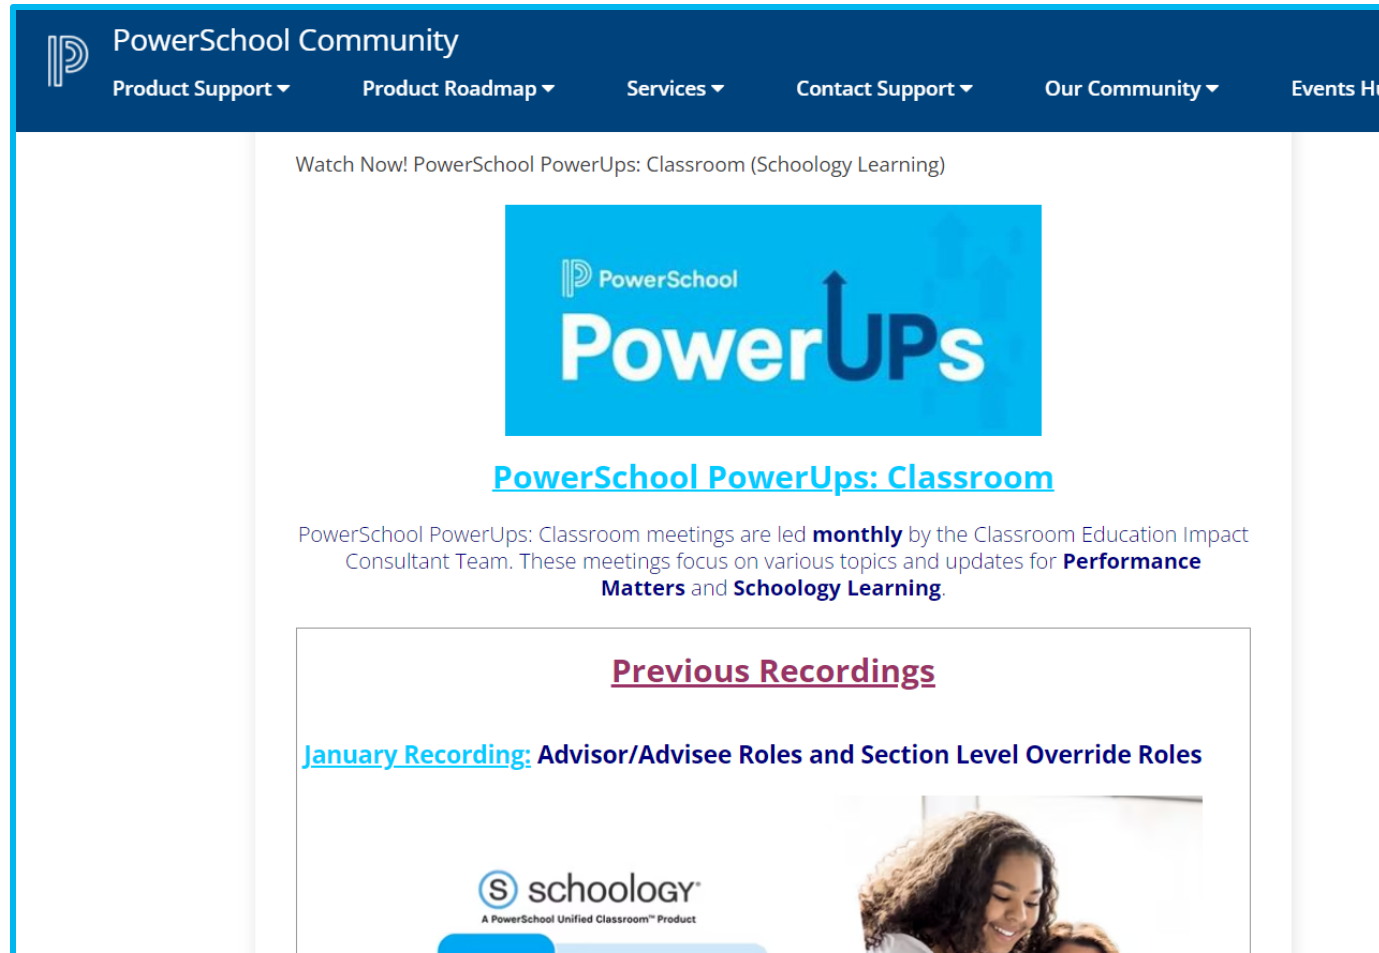 PowerSchool Community
Product Support
Product Roadmap
Services
Contact Support
Our Community
Events
Watch Now! PowerSchool PowerUps: Classroom (Schoology Learning)
PowerSchool
PowerUPs
PowerSchool PowerUps: Classroom
PowerSchool PowerUps: Classroom meetings are led monthly by the Classroom Education Impact
Consultant Team. These meetings focus on various topics and updates for Performance
Matters and Schoology Learning.
Previous Recordings
January Recording: Advisor/Advisee Roles and Section Level Override Roles
S schoology
A PowerSchool Unified Classroom™ Product